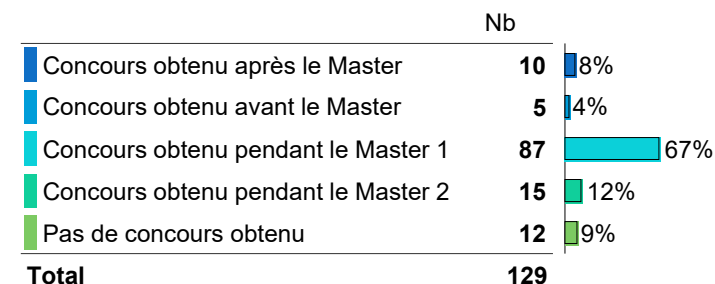 Nb
Concours obtenu après le Master 10 8%
Concours obtenu avant le Master 5 4%
Concours obtenu pendant le Master 1 87 67%
Concours obtenu pendant le Master 2 15 12%
Pas de concours obtenu 12 9%
Total 129